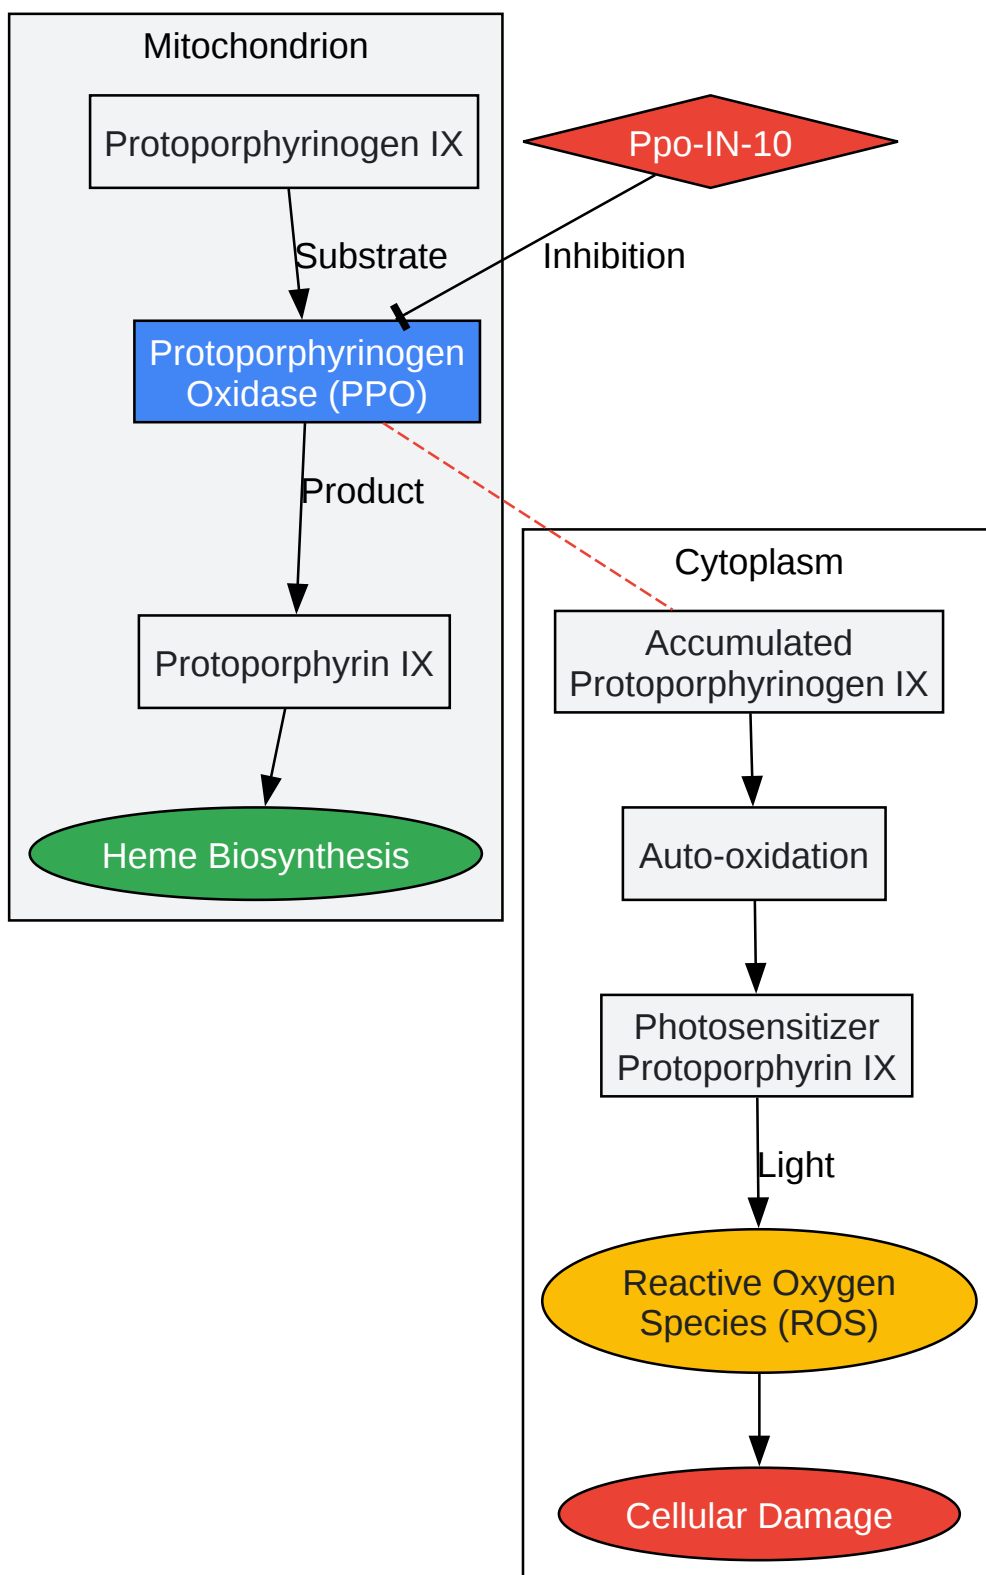 Mitochondrion
Protoporphyrinogen IX
Ppo-IN-10
Substrate
Inhibition
Protoporphyrinogen
Oxidase (PPO)
Product
Cytoplasm
Accumulated
Protoporphyrinogen IX
Protoporphyrin IX
Heme Biosynthesis
Auto-oxidation
Photosensitizer
Protoporphyrin IX
Light
Reactive Oxygen
Species (ROS)
Cellular Damage